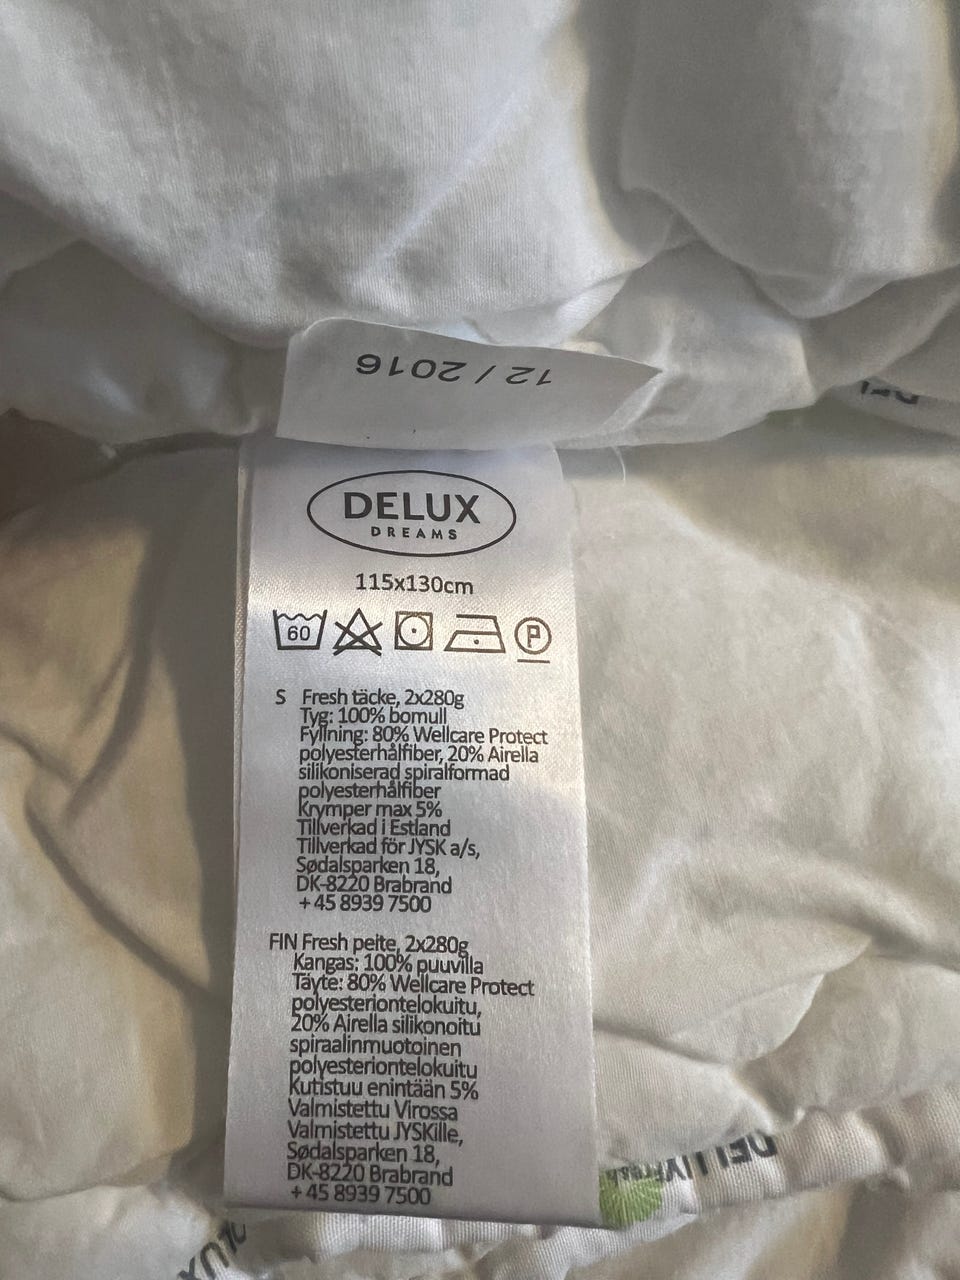 12 / 2016
DELUX
DREAMS
115x130cm
60
P
S Fresh täcke, 2x280g
Tyg: 100% bomull
Fyllning: 80% Wellcare Protect
polyesterhålfiber, 20% Airella
silikoniserad spiralformad
polyesterhålfiber
Krymper max 5%
Tillverkad i Estland
Tillverkad för JYSK a/s,
Sødalsparken 18,
DK-8220 Brabrand
+ 45 8939 7500
FIN Fresh peite, 2x280g
Kangas: 100% puuvilla
Täyte: 80% Wellcare Protect
polyesteriontelokuitu,
20% Airella silikonoitu
spiraalinmuotoinen
polyesteriontelokuitu
Kutistuu enintään 5%
Valmistettu Virossa
Valmistettu JYSKille,
Sødalsparken 18,
DK-8220 Brabrand
+ 45 8939 7500